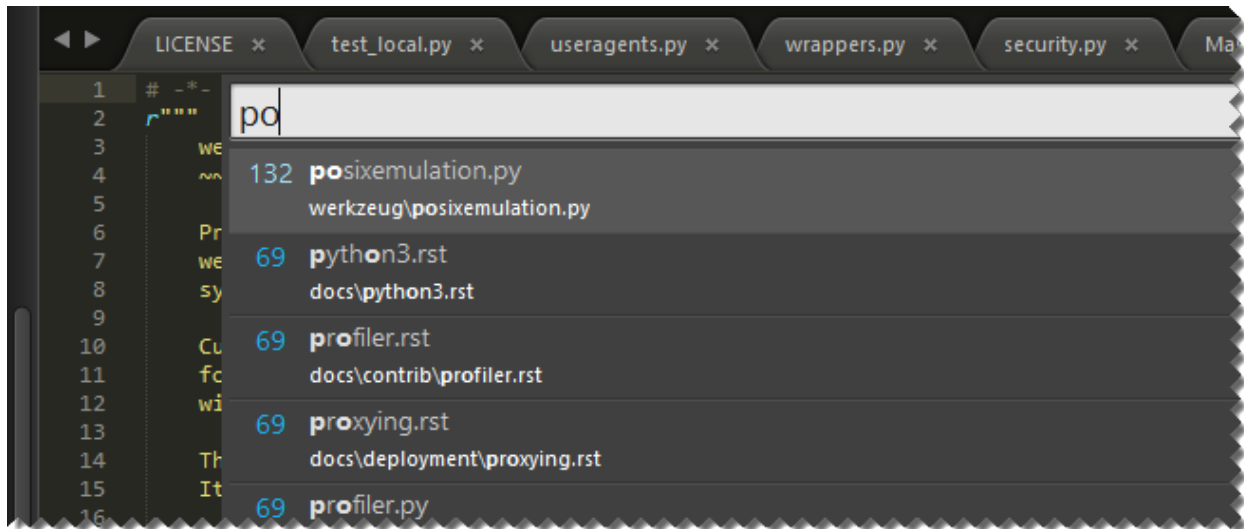 LICENSE × test_local.py × useragents.py × wrappers.py × security.py × Ma
1 # -*-
2 r"""
po
3 we
4 ~~
132 posixemulation.py
werkzeug\posixemulation.py
5
6 Pr
7 we
69 python3.rst
8 sy
docs\python3.rst
9
10 Cu
69 profiler.rst
11 fo
docs\contrib\profiler.rst
12 wi
13
69 proxying.rst
14 Th
docs\deployment\proxying.rst
15 It
16
69 profiler.py